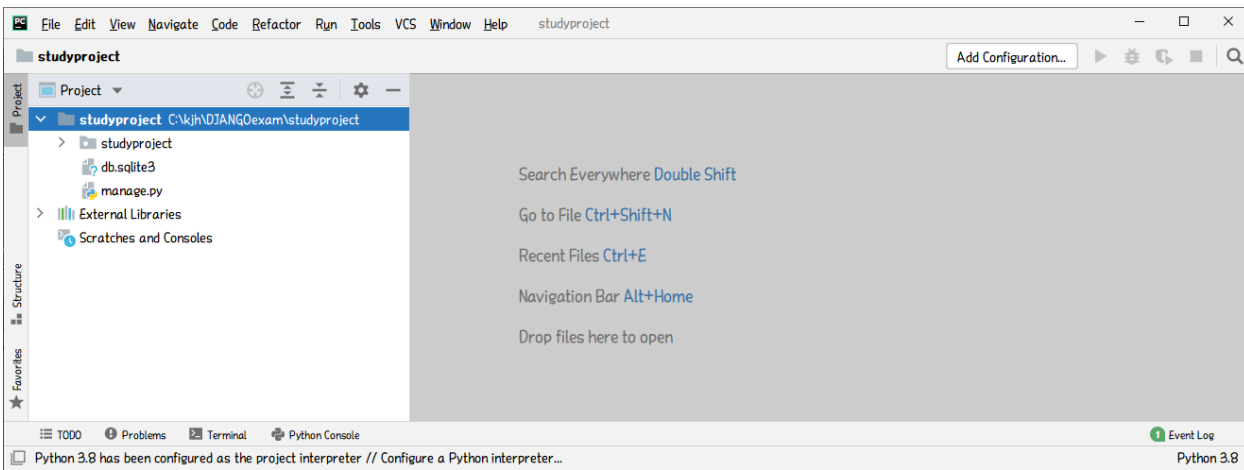 PC File Edit View Navigate Code Refactor Run Tools VCS Window Help studyproject
studyproject Add Configuration...
Project
Project
studyproject C:\kjh\DJANGOexam\studyproject
studyproject
db.sqlite3
manage.py
External Libraries
Scratches and Consoles
Search Everywhere Double Shift
Go to File Ctrl+Shift+N
Recent Files Ctrl+E
Navigation Bar Alt+Home
Drop files here to open
Structure
Favorites
TODO Problems Terminal Python Console 1 Event Log
Python 3.8 has been configured as the project interpreter // Configure a Python interpreter... Python 3.8